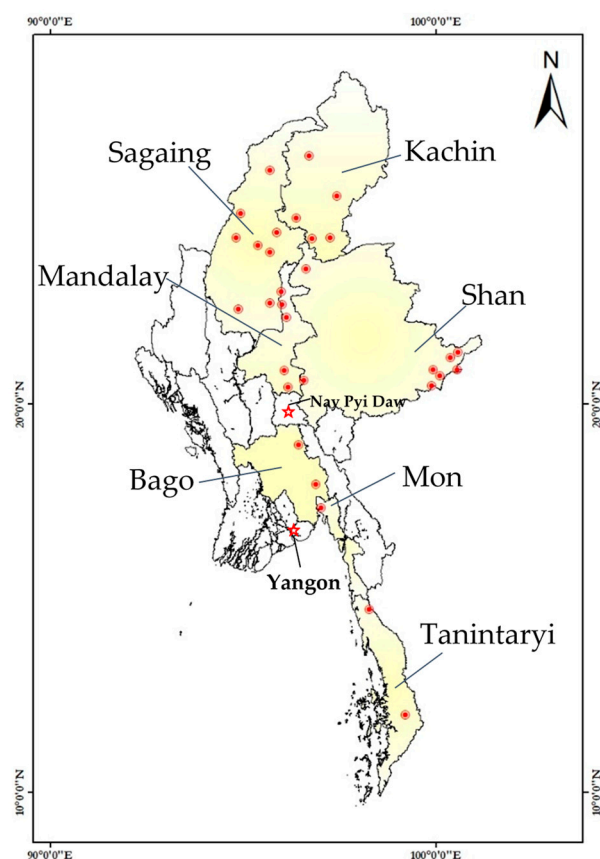 90°0'0"E 100°0'0"E
N
Sagaing
Kachin
Mandalay
Shan
20°0'0"N 20°0'0"N
Nay Pyi Daw
Bago
Mon
Yangon
Tanintaryi
10°0'0"N 10°0'0"N
90°0'0"E 100°0'0"E